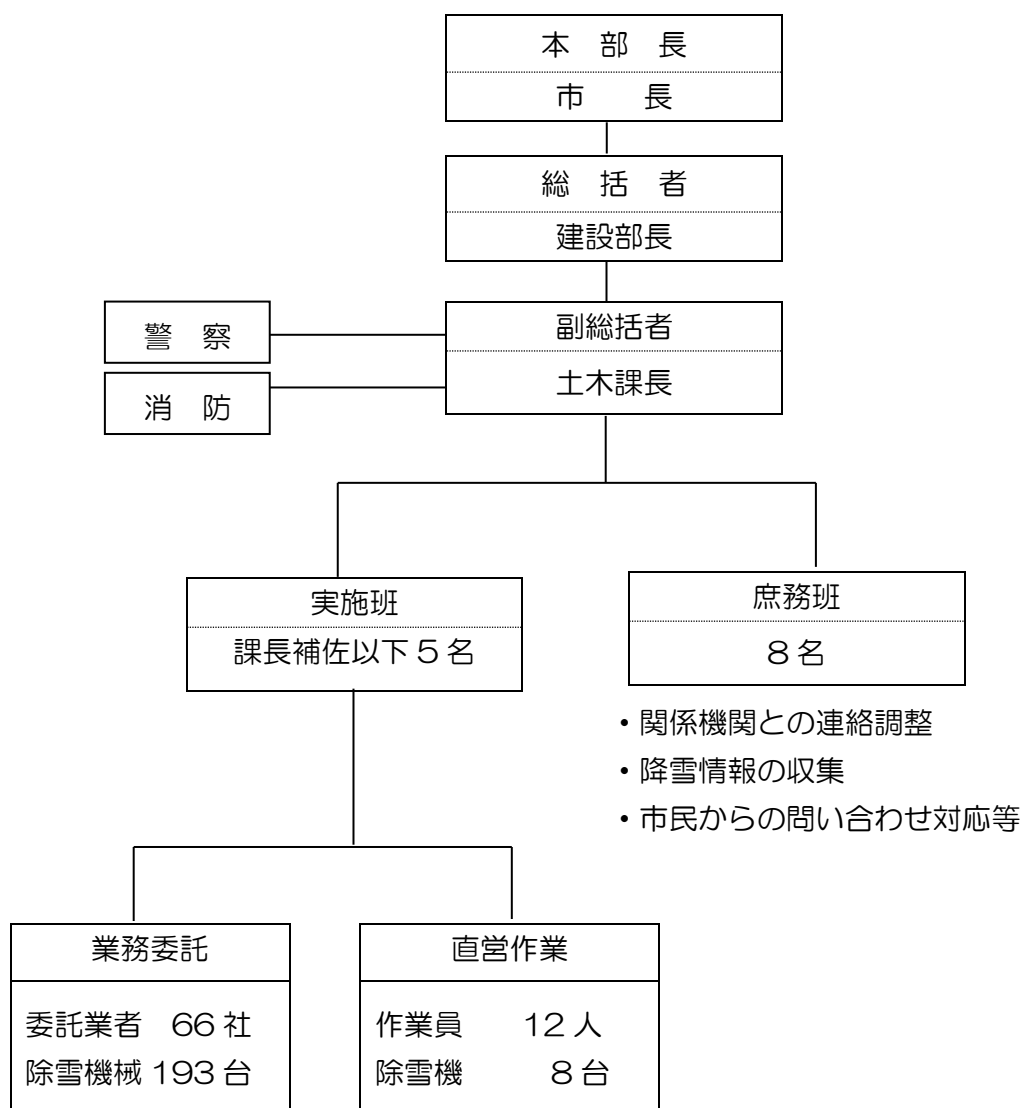 本　部　長
市　　長
総　括　者
建設部長
副総括者
土木課長
警　察
消　防
実施班
課長補佐以下５名
庶務班
８名
・関係機関との連絡調整
・降雪情報の収集
・市民からの問い合わせ対応等
業務委託
委託業者　66 社
除雪機械 193 台
直営作業
作業員　　12 人
除雪機　　　8 台